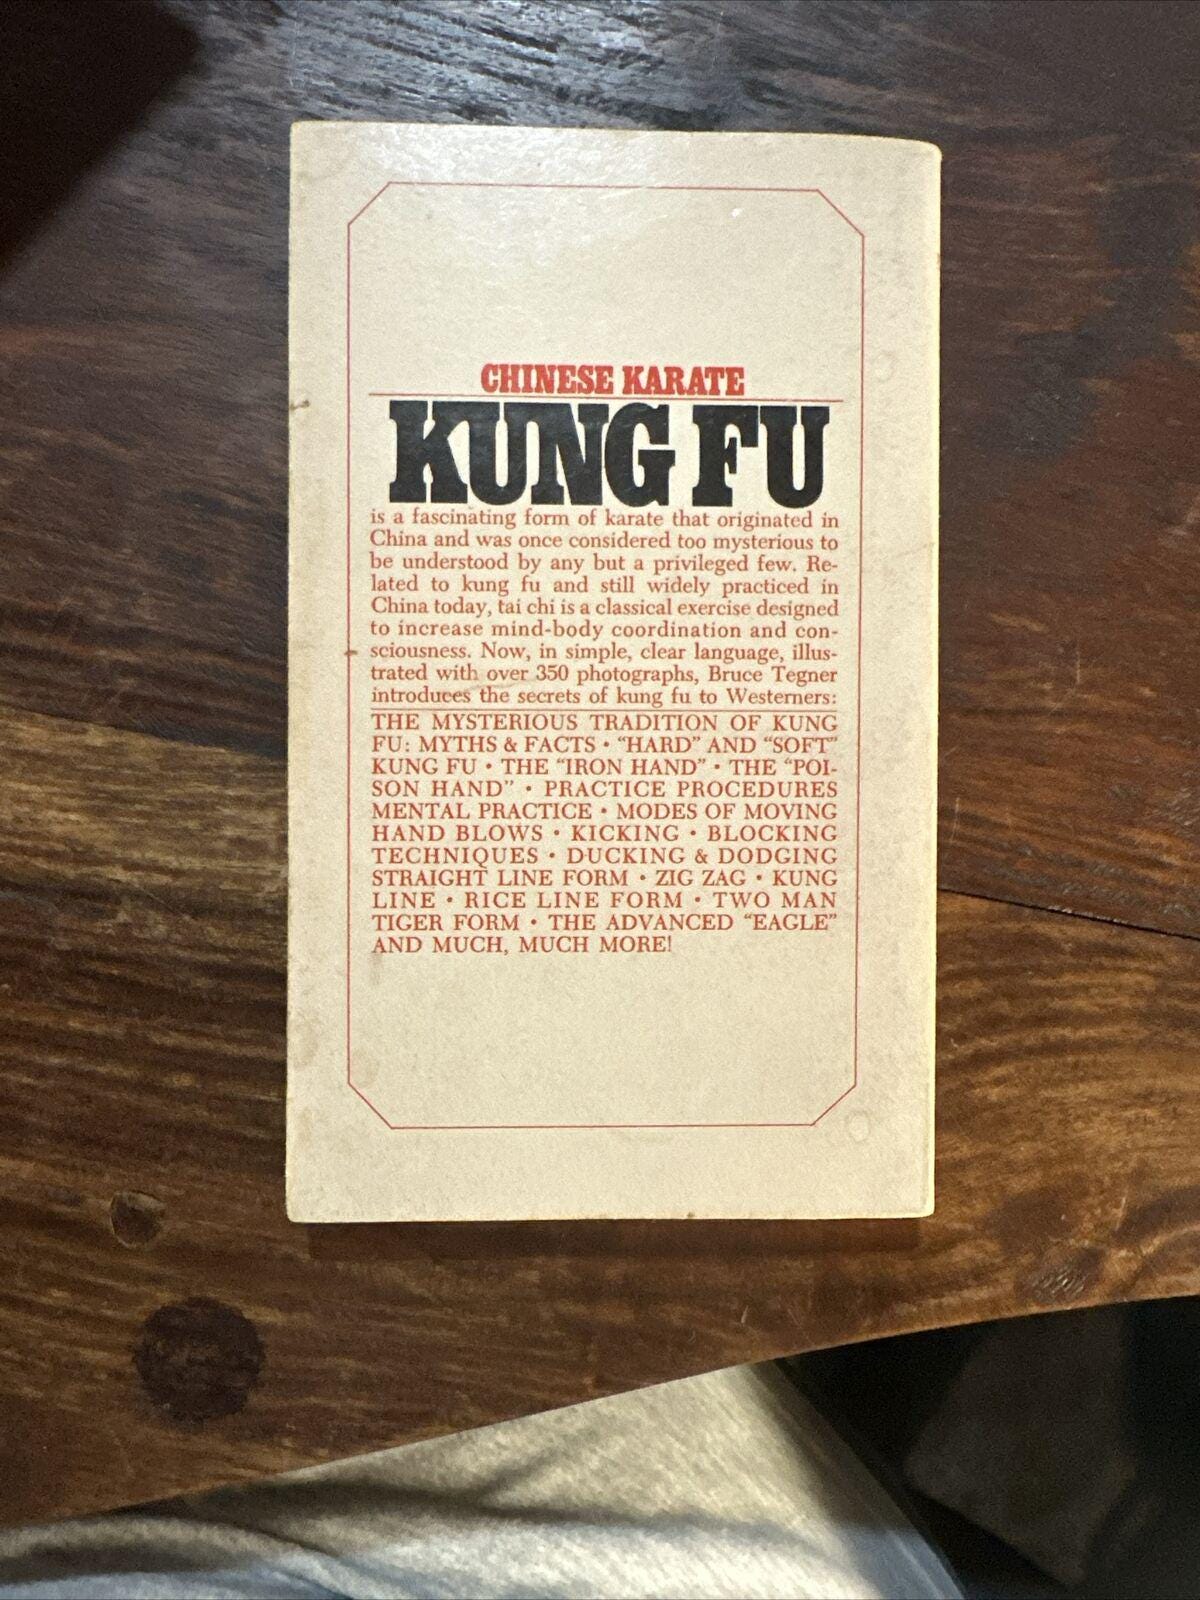 CHINESE KARATE
KUNG FU
is a fascinating form of karate that originated in
China and was once considered too mysterious to
be understood by any but a privileged few. Re-
lated to kung fu and still widely practiced in
China today, tai chi is a classical exercise designed
to increase mind-body coordination and con-
sciousness. Now, in simple, clear language, illus-
trated with over 350 photographs, Bruce Tegner
introduces the secrets of kung fu to Westerners:
THE MYSTERIOUS TRADITION OF KUNG
FU: MYTHS & FACTS • “HARD” AND “SOFT”
KUNG FU • THE “IRON HAND” • THE “POI-
SON HAND” • PRACTICE PROCEDURES
MENTAL PRACTICE • MODES OF MOVING
HAND BLOWS • KICKING • BLOCKING
TECHNIQUES • DUCKING & DODGING
STRAIGHT LINE FORM • ZIG ZAG • KUNG
LINE • RICE LINE FORM • TWO MAN
TIGER FORM • THE ADVANCED “EAGLE”
AND MUCH, MUCH MORE!